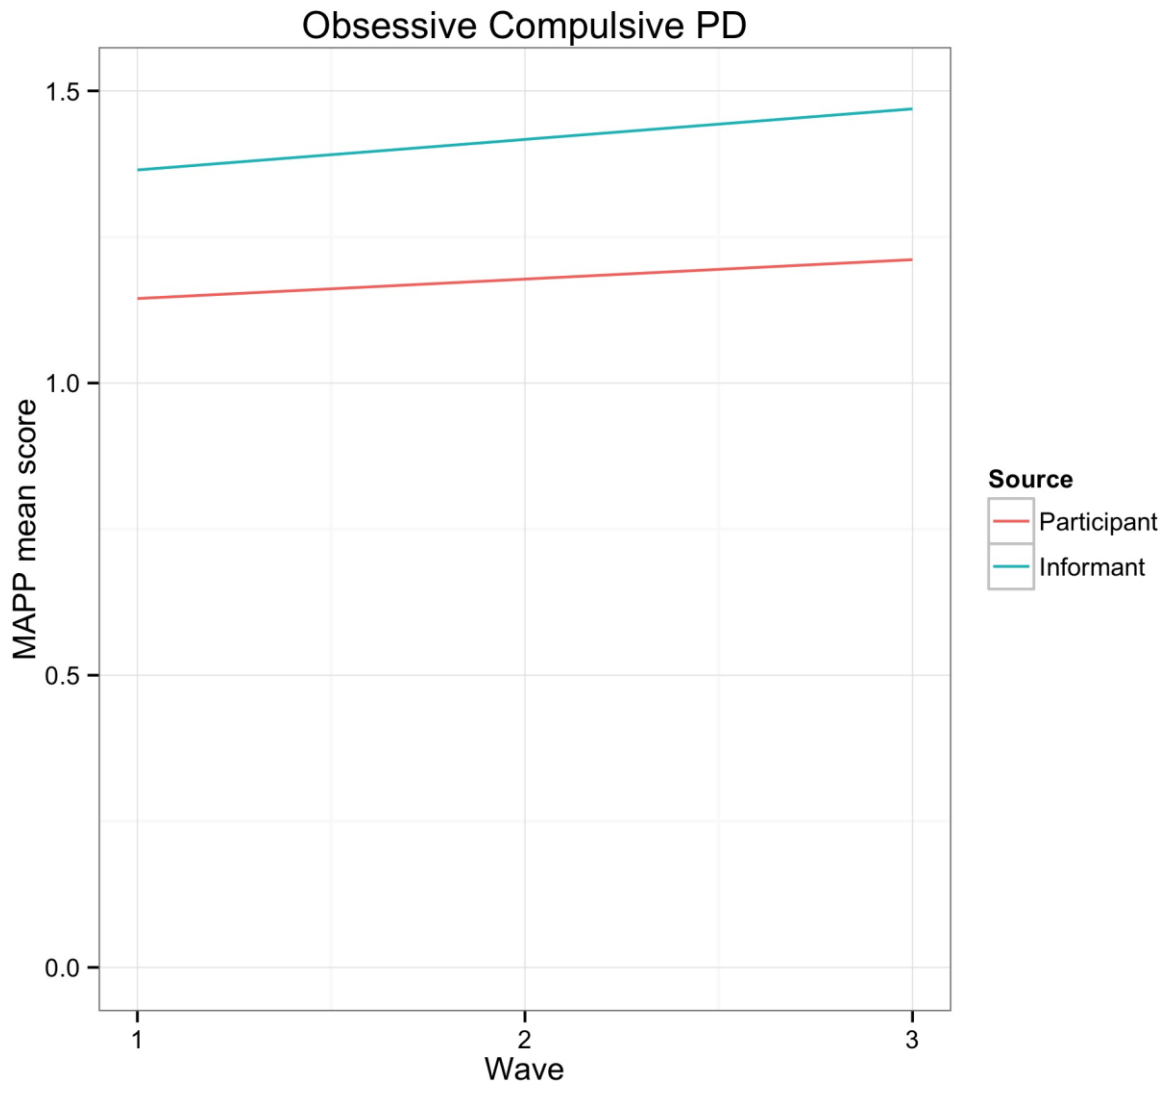 Obsessive Compulsive PD
1.5
1.0
0.5
0.0
MAPP mean score
1
2
3
Wave
Source
Participant
Informant